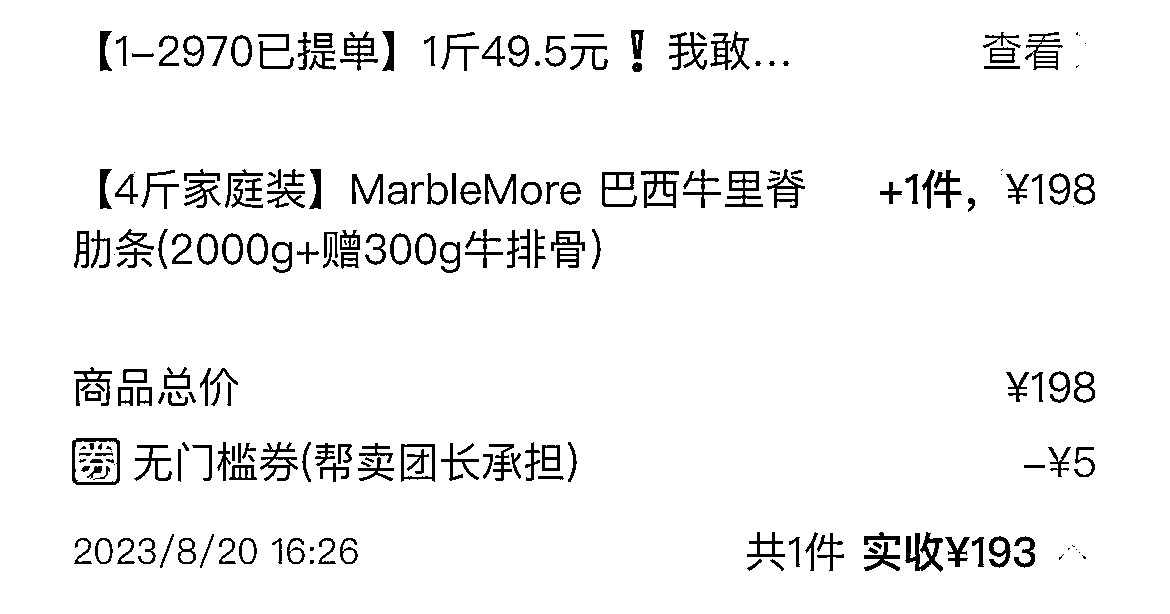 【1-2970已提单】1斤49.5元❗我敢... 查看
【4斤家庭装】MarbleMore 巴西牛里脊 +1件，¥198
肋条(2000g+赠300g牛排骨)
商品总价 ¥198
券 无门槛券(帮卖团长承担) -¥5
2023/8/20 16:26 共1件 实收¥193